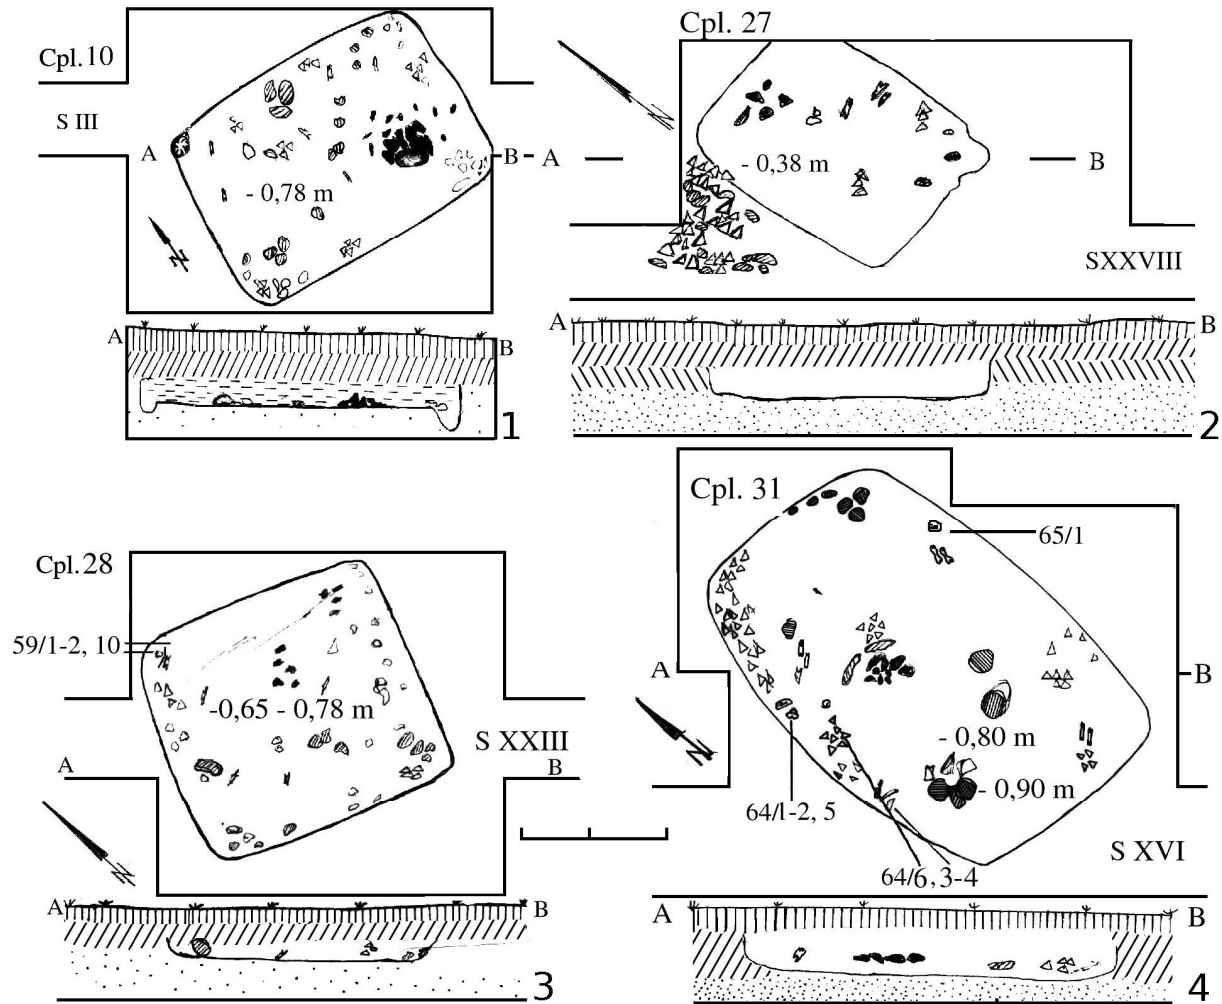 Cpl.10
S III
A
B
- 0,78 m
N
A
B
1
Cpl. 27
N
A
B
- 0,38 m
SXXVIII
A
B
2
Cpl.28
59/1-2, 10
-0,65 - 0,78 m
S XXIII
A
B
N
A
B
3
Cpl. 31
65/1
A
B
N
- 0,80 m
- 0,90 m
64/1-2, 5
64/6,3-4
S XVI
A
B
4